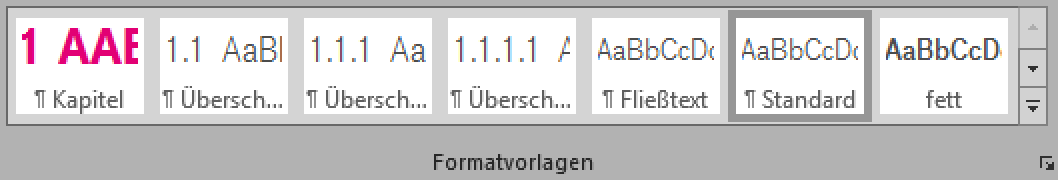 1 AAE 1.1 AaBl 1.1.1 Aa 1.1.1.1 A AaBbCcDc AaBbCcDc AaBbCcD
¶ Kapitel ¶ Übersch... ¶ Übersch... ¶ Übersch... ¶ Fließtext ¶ Standard fett
Formatvorlagen